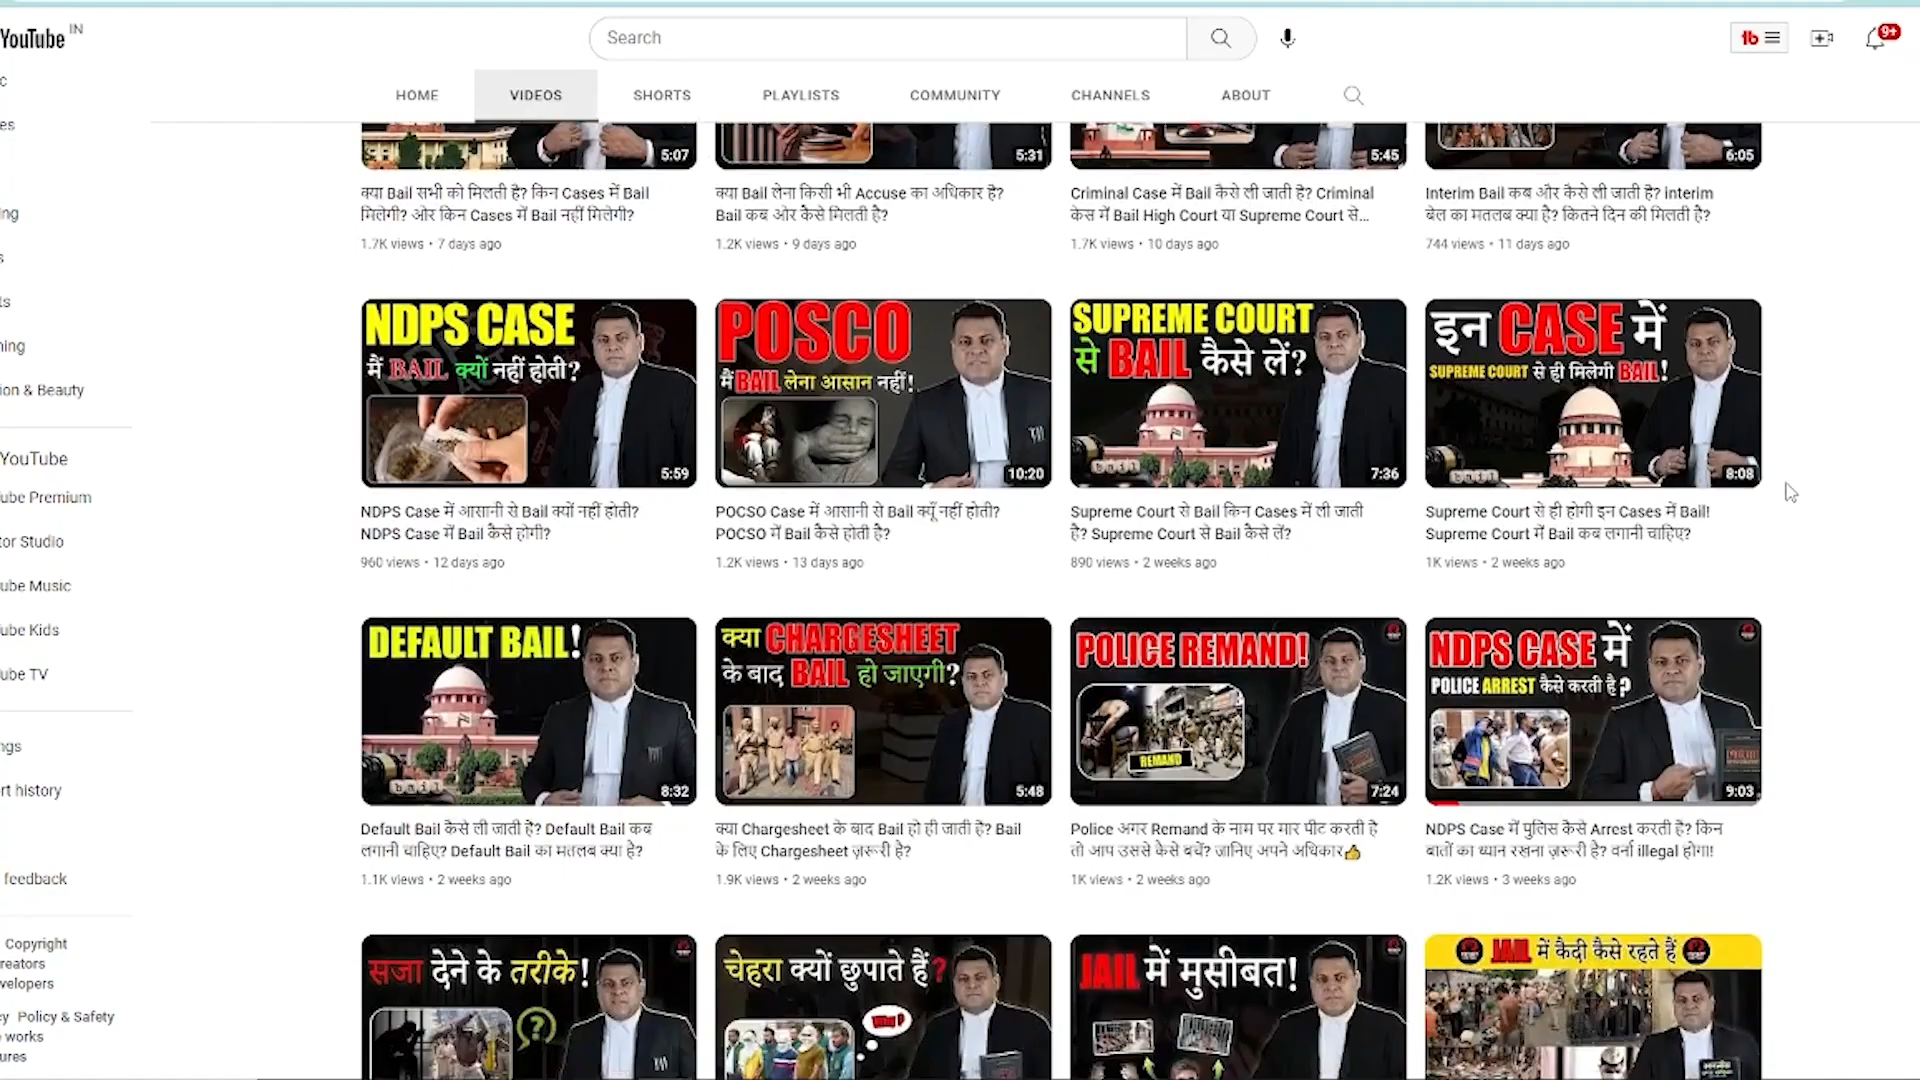 YouTube IN
Search
9+
HOME
VIDEOS
SHORTS
PLAYLISTS
COMMUNITY
CHANNELS
ABOUT
5:07
5:31
5:45
6:05
क्या Bail सभी को मिलती है? किन Cases में Bail
मिलेगी? और किन Cases में Bail नहीं मिलेगी?
1.7K views • 7 days ago
क्या Bail लेना किसी भी Accuse का अधिकार है?
Bail कब और कैसे मिलती है?
1.2K views • 9 days ago
Criminal Case में Bail कैसे ली जाती है? Criminal
केस में Bail High Court या Supreme Court से...
1.7K views • 10 days ago
Interim Bail कब और कैसे ली जाती है? interim
बेल का मतलब क्या है? कितने दिन की मिलती है?
744 views • 11 days ago
NDPS CASE
मैं BAIL क्यों नहीं होती?
5:59
POSCO
मैं BAIL लेना आसान नहीं!
10:20
SUPREME COURT
से BAIL कैसे लें?
bail
7:36
इन CASE में
SUPREME COURT से ही मिलेगी BAIL!
bail
8:08
NDPS Case में आसानी से Bail क्यों नहीं होती?
NDPS Case में Bail कैसे होगी?
960 views • 12 days ago
POCSO Case में आसानी से Bail क्यूँ नहीं होती?
POCSO में Bail कैसे होती है?
1.2K views • 13 days ago
Supreme Court से Bail किन Cases में ली जाती
है? Supreme Court से Bail कैसे लें?
890 views • 2 weeks ago
Supreme Court से ही होगी इन Cases में Bail!
Supreme Court में Bail कब लगानी चाहिए?
1K views • 2 weeks ago
DEFAULT BAIL!
bail
8:32
क्या CHARGESHEET
के बाद BAIL हो जाएगी?
5:48
POLICE REMAND!
REMAND
7:24
NDPS CASE में
POLICE ARREST कैसे करती है?
9:03
Default Bail कैसे ली जाती है? Default Bail कब
लगानी चाहिए? Default Bail का मतलब क्या है?
1.1K views • 2 weeks ago
क्या Chargesheet के बाद Bail हो ही जाती है? Bail
के लिए Chargesheet ज़रूरी है?
1.9K views • 2 weeks ago
Police अगर Remand के नाम पर मार पीट करती है
तो आप उससे कैसे बचें? जानिए अपने अधिकार👍
1K views • 2 weeks ago
NDPS Case में पुलिस कैसे Arrest करती है? किन
बातों का ध्यान रखना ज़रूरी है? वर्ना illegal होगा!
1.2K views • 3 weeks ago
सजा देने के तरीके!
चेहरा क्यों छुपाते हैं?
Why?
JAIL में मुसीबत!
JAIL में कैदी कैसे रहते हैं
c
es
ing
s
ts
ning
ion & Beauty
YouTube
ube Premium
tor Studio
ube Music
ube Kids
ube TV
ngs
rt history
feedback
Copyright
reators
velopers
cy Policy & Safety
works
ures